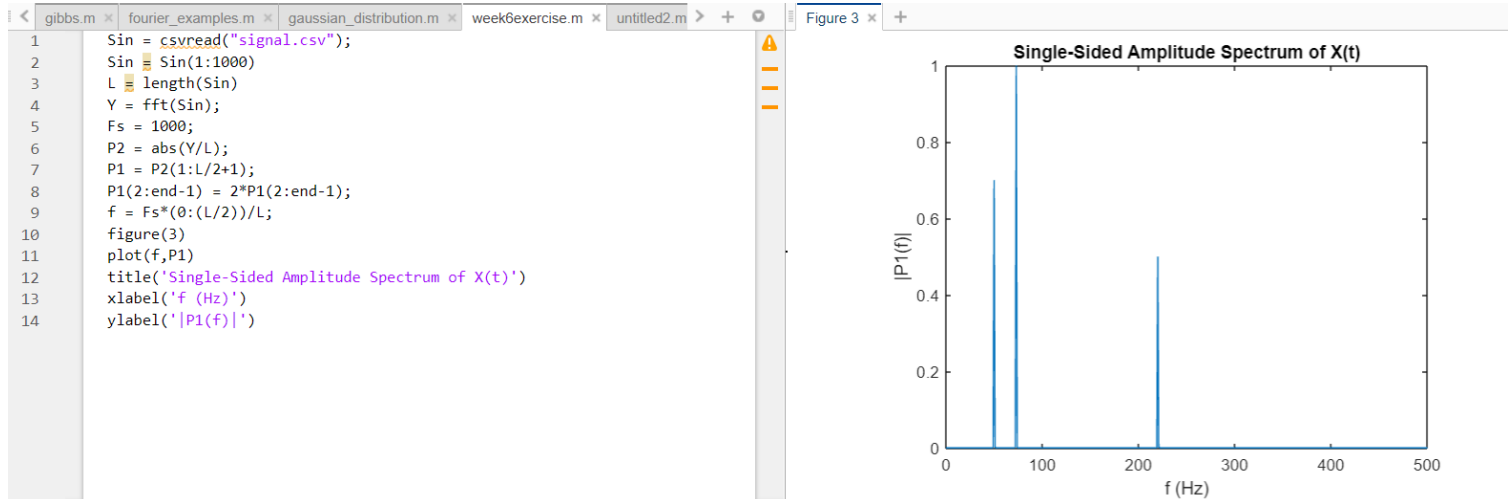 gibbs.m × fourier_examples.m × gaussian_distribution.m × week6exercise.m × untitled2.m
1 Sin = csvread("signal.csv");
2 Sin = Sin(1:1000)
3 L = length(Sin)
4 Y = fft(Sin);
5 Fs = 1000;
6 P2 = abs(Y/L);
7 P1 = P2(1:L/2+1);
8 P1(2:end-1) = 2*P1(2:end-1);
9 f = Fs*(0:(L/2))/L;
10 figure(3)
11 plot(f,P1)
12 title('Single-Sided Amplitude Spectrum of X(t)')
13 xlabel('f (Hz)')
14 ylabel('|P1(f)|')
Figure 3 × +
Single-Sided Amplitude Spectrum of X(t)
1
0.8
0.6
0.4
0.2
0
|P1(f)|
0 100 200 300 400 500
f (Hz)